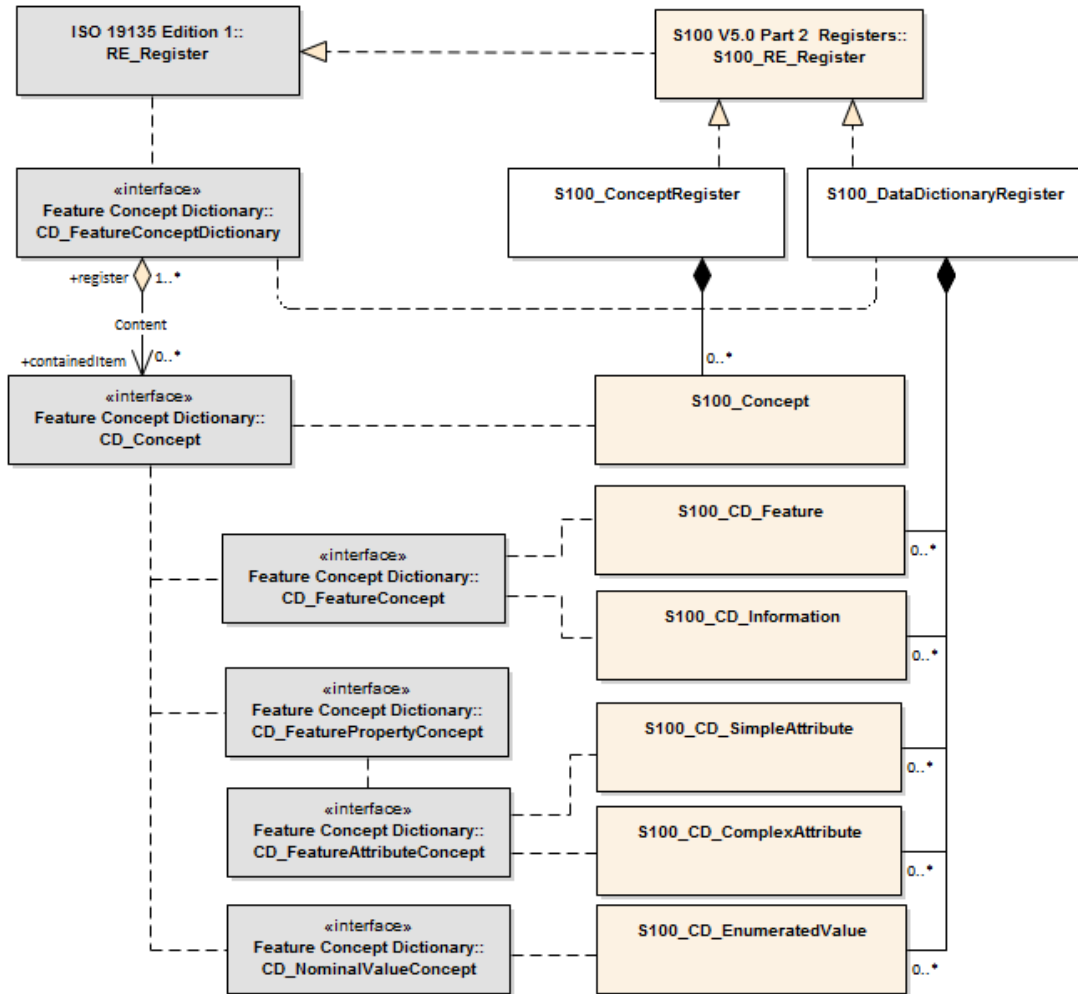 ISO 19135 Edition 1::
RE_Register
S100 V5.0 Part 2  Registers::
S100_RE_Register
«interface»
Feature Concept Dictionary::
CD_FeatureConceptDictionary
S100_ConceptRegister
S100_DataDictionaryRegister
+register
1..*
Content
+containedItem
0..*
0..*
«interface»
Feature Concept Dictionary::
CD_Concept
S100_Concept
S100_CD_Feature
0..*
«interface»
Feature Concept Dictionary::
CD_FeatureConcept
S100_CD_Information
0..*
«interface»
Feature Concept Dictionary::
CD_FeaturePropertyConcept
S100_CD_SimpleAttribute
0..*
«interface»
Feature Concept Dictionary::
CD_FeatureAttributeConcept
S100_CD_ComplexAttribute
0..*
«interface»
Feature Concept Dictionary::
CD_NominalValueConcept
S100_CD_EnumeratedValue
0..*